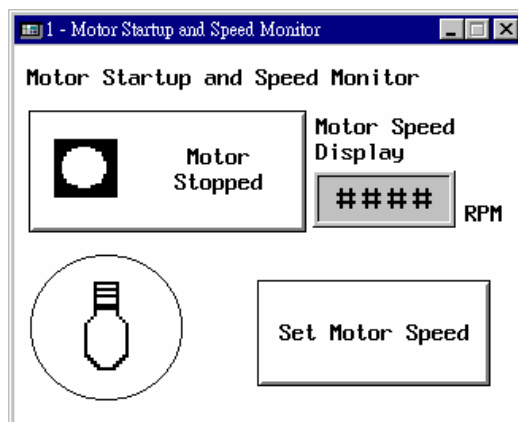 1 - Motor Startup and Speed Monitor
Motor Startup and Speed Monitor
Motor
Stopped
Motor Speed
Display
####
RPM
Set Motor Speed